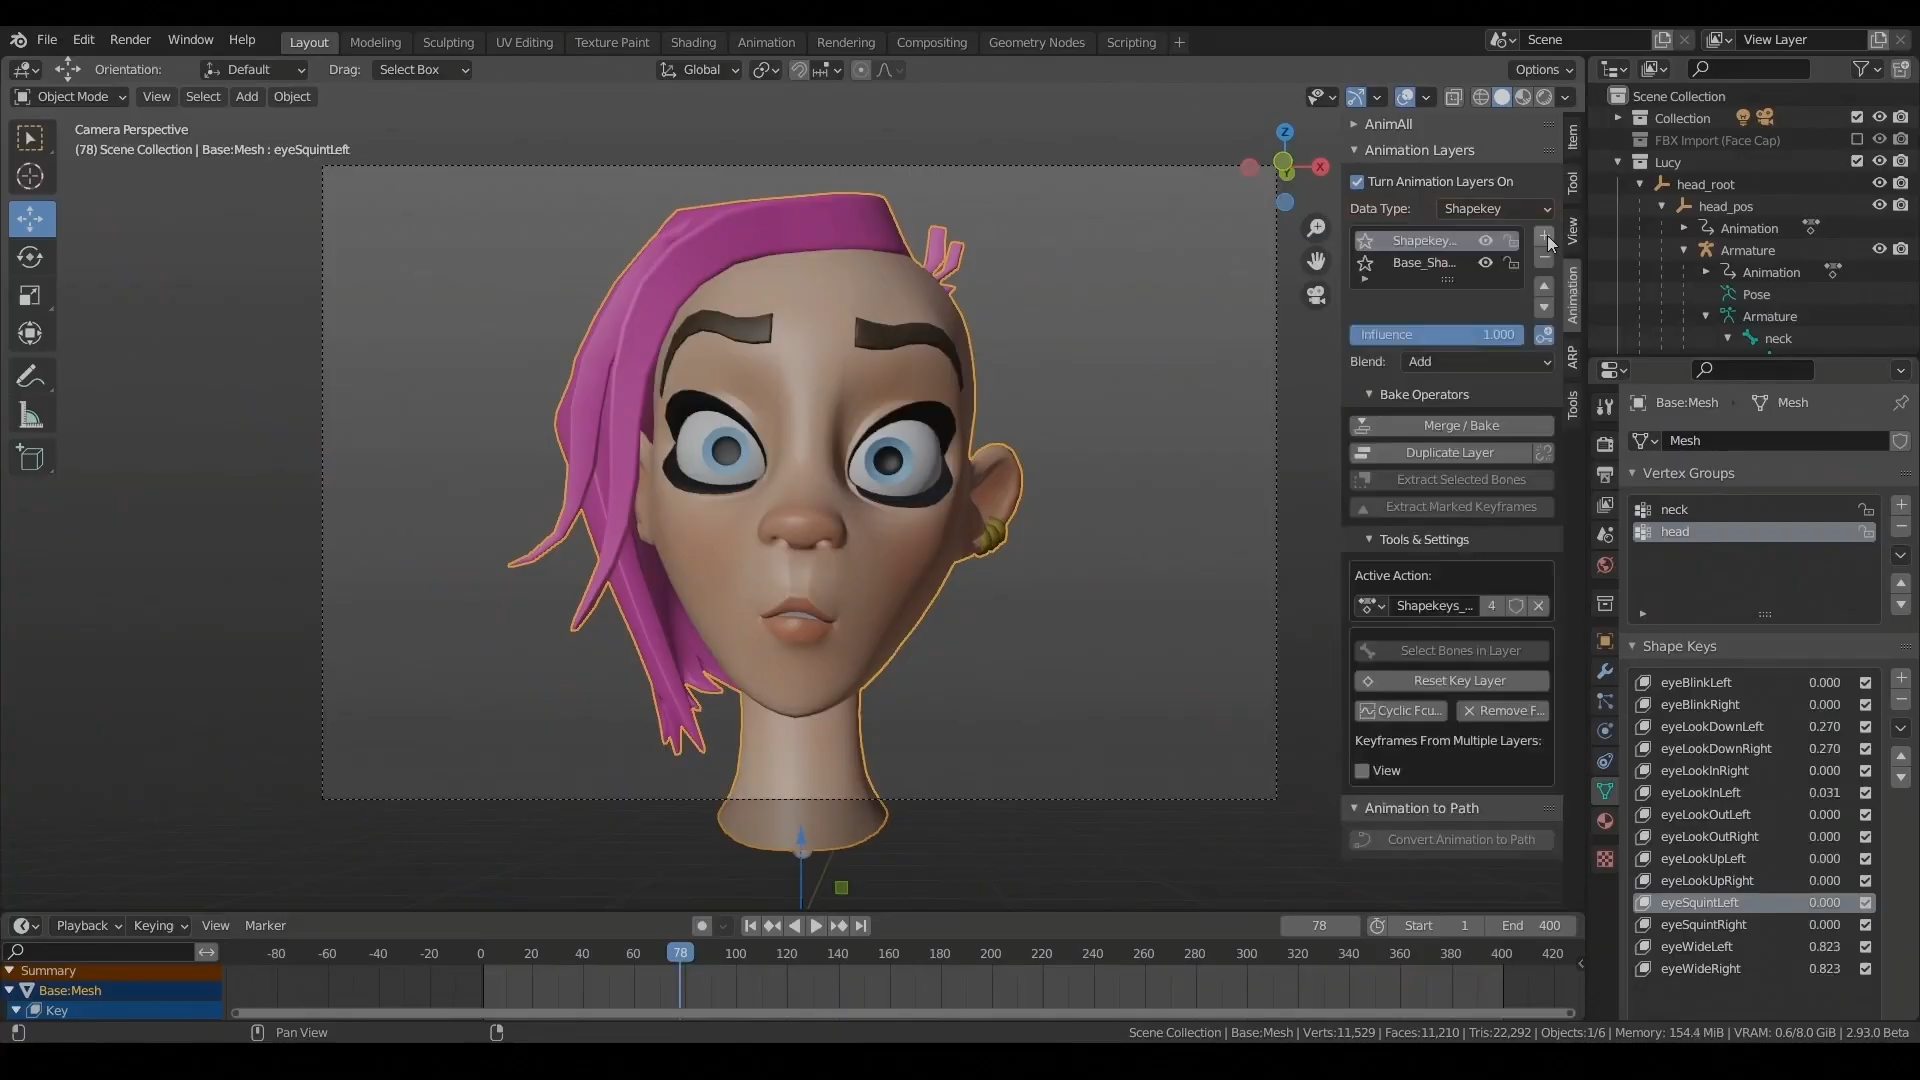 File Edit Render Window Help Layout Modeling Sculpting UV Editing Texture Paint Shading Animation Rendering Compositing Geometry Nodes Scripting + Scene View Layer
Orientation: Default Drag: Select Box Global Options
Object Mode View Select Add Object
Camera Perspective
(78) Scene Collection | Base:Mesh : eyeSquintLeft
Z
X
Y
AnimAll
Animation Layers
Turn Animation Layers On
Data Type: Shapekey
Shapekey...
Base_Sha...
Influence 1.000
Blend: Add
Bake Operators
Merge / Bake
Duplicate Layer
Extract Selected Bones
Extract Marked Keyframes
Tools & Settings
Active Action:
Shapekeys_... 4
Select Bones in Layer
Reset Key Layer
Cyclic Fcu... Remove F...
Keyframes From Multiple Layers:
View
Animation to Path
Convert Animation to Path
Item
Tool
View
Animation
ARP
Tools
Scene Collection
Collection
FBX Import (Face Cap)
Lucy
head_root
head_pos
Animation
Armature
Animation
Pose
Armature
neck
Base:Mesh Mesh
Mesh
Vertex Groups
neck
head
Shape Keys
eyeBlinkLeft 0.000
eyeBlinkRight 0.000
eyeLookDownLeft 0.270
eyeLookDownRight 0.270
eyeLookInRight 0.000
eyeLookInLeft 0.031
eyeLookOutLeft 0.000
eyeLookOutRight 0.000
eyeLookUpLeft 0.000
eyeLookUpRight 0.000
eyeSquintLeft 0.000
eyeSquintRight 0.000
eyeWideLeft 0.823
eyeWideRight 0.823
Playback Keying View Marker 78 Start 1 End 400
-80 -60 -40 -20 0 20 40 60 78 100 120 140 160 180 200 220 240 260 280 300 320 340 360 380 400 420
Summary
Base:Mesh
Key
Pan View Scene Collection | Base:Mesh | Verts:11,529 | Faces:11,210 | Tris:22,292 | Objects:1/6 | Memory: 154.4 MiB | VRAM: 0.6/8.0 GiB | 2.93.0 Beta